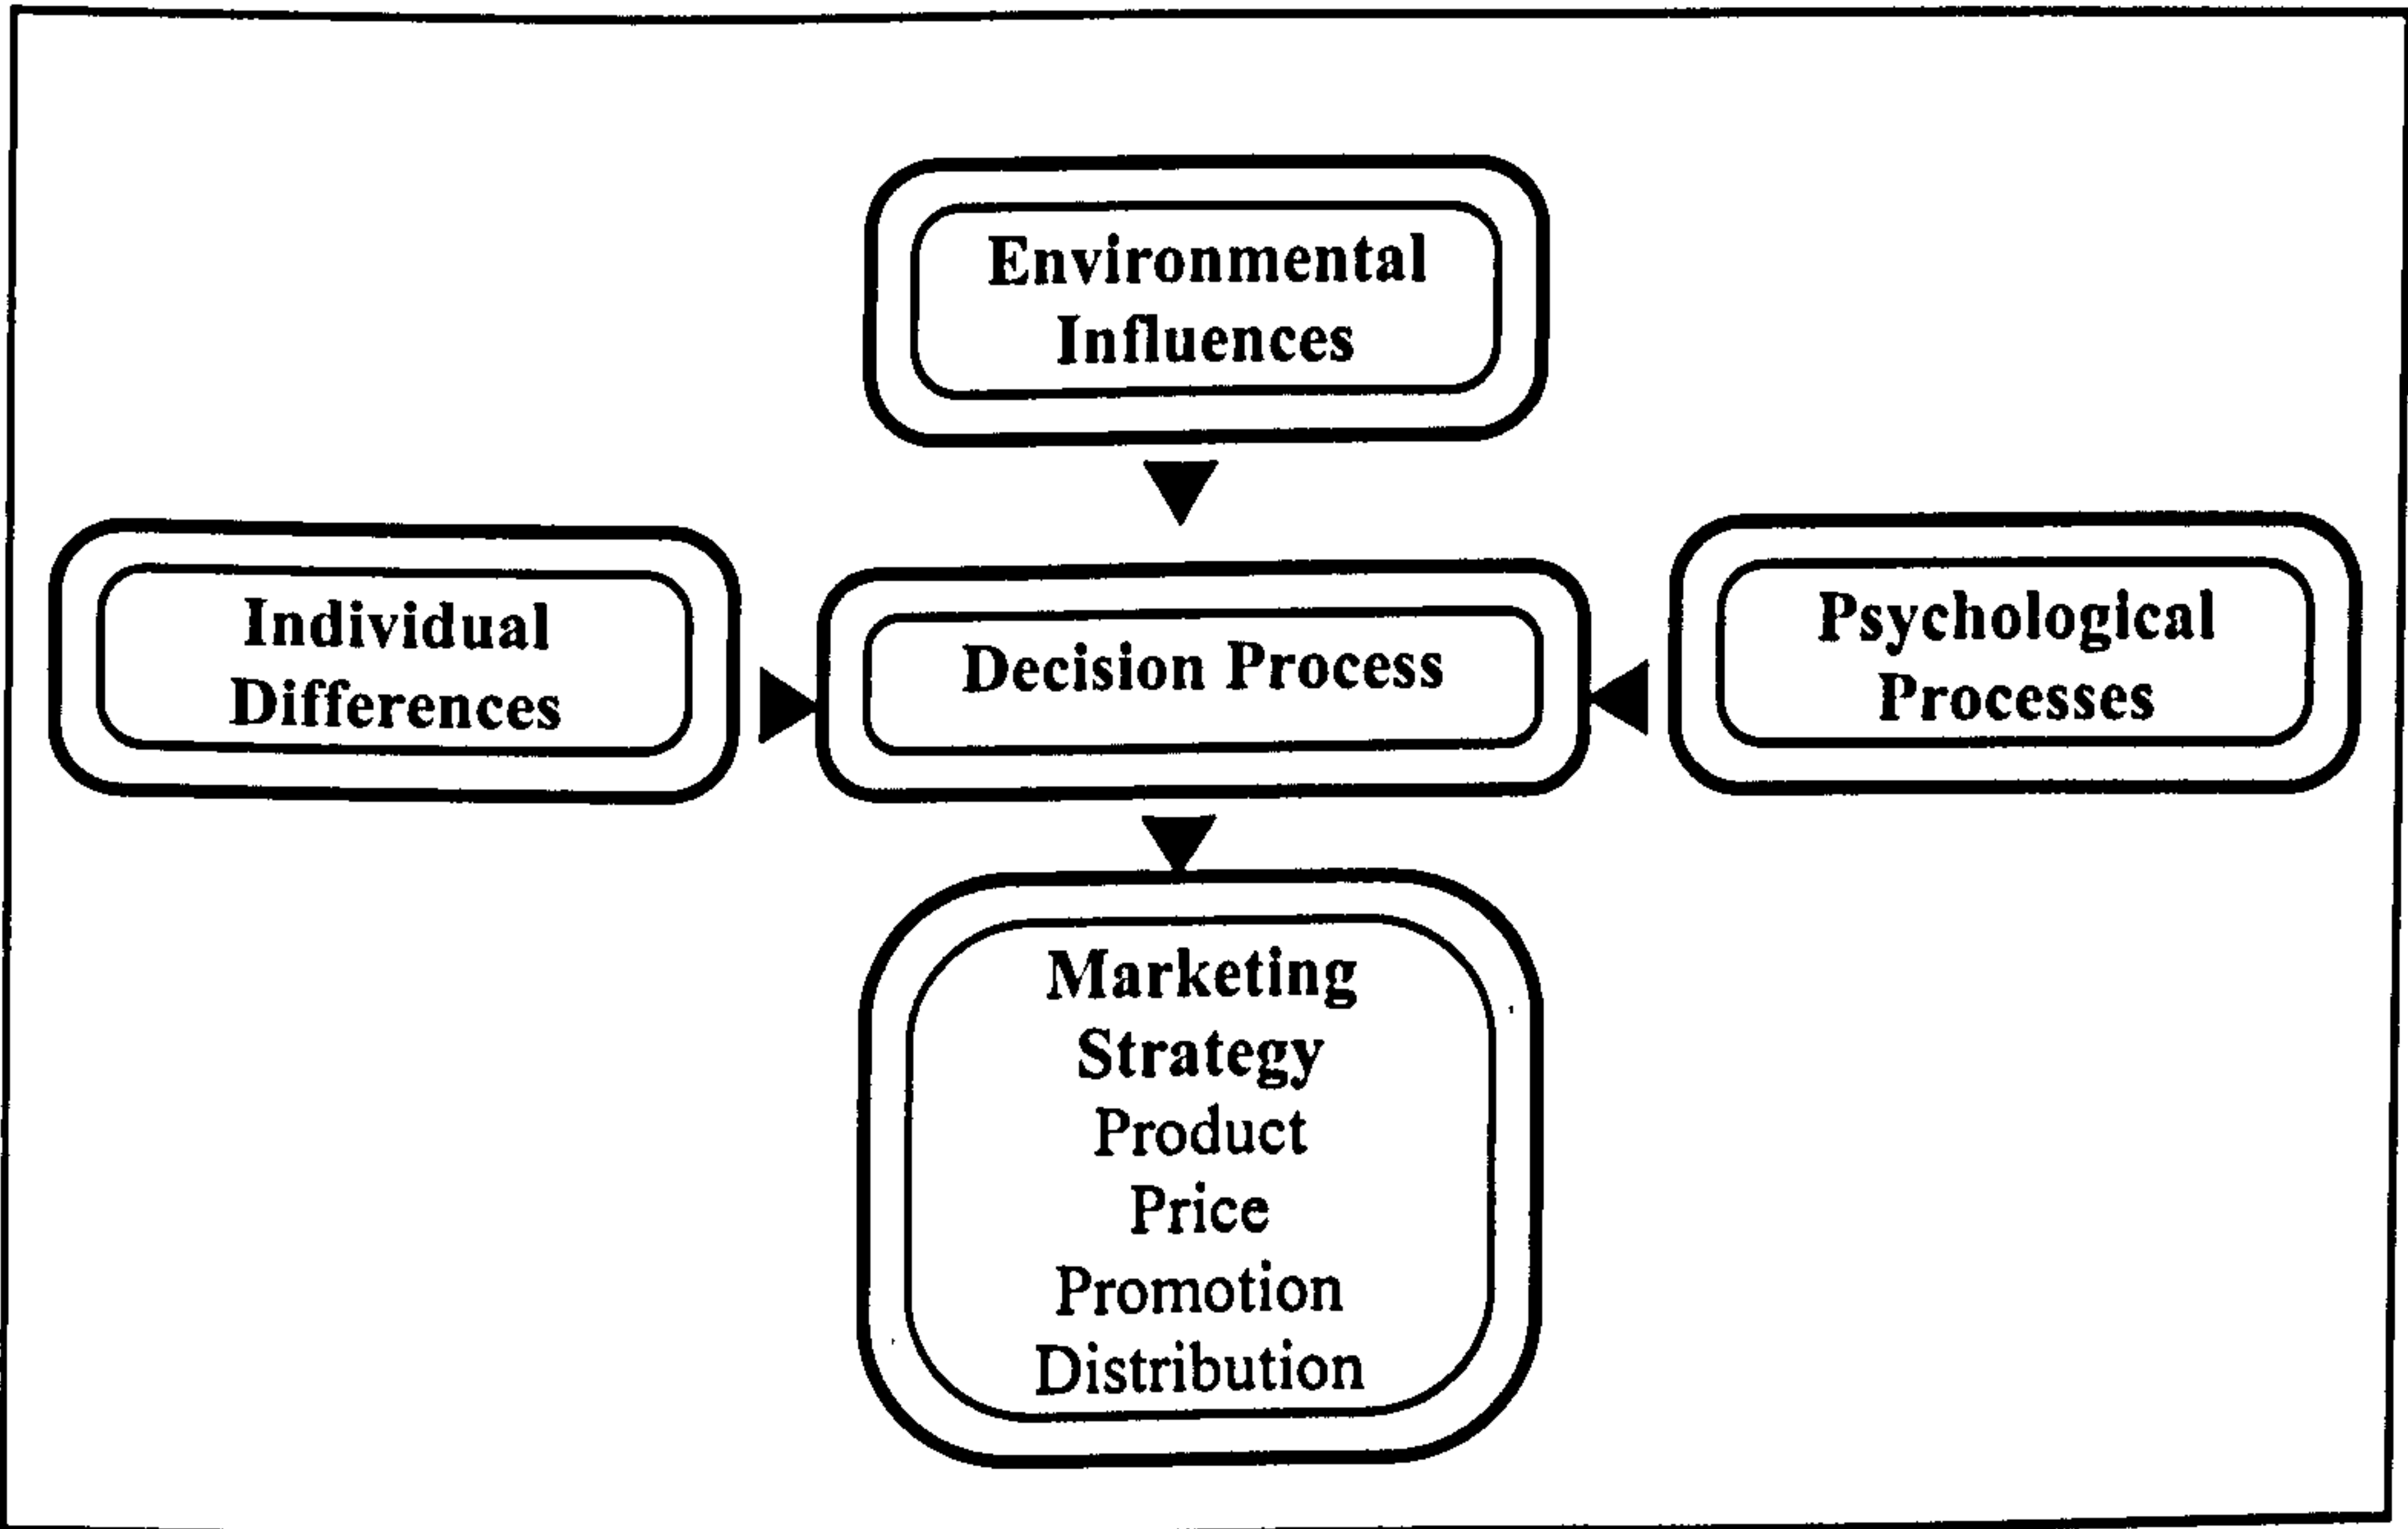 Environmental
Influences
Individual
Differences
Decision Process
Psychological
Processes
Marketing
Strategy
Product
Price
Promotion
Distribution